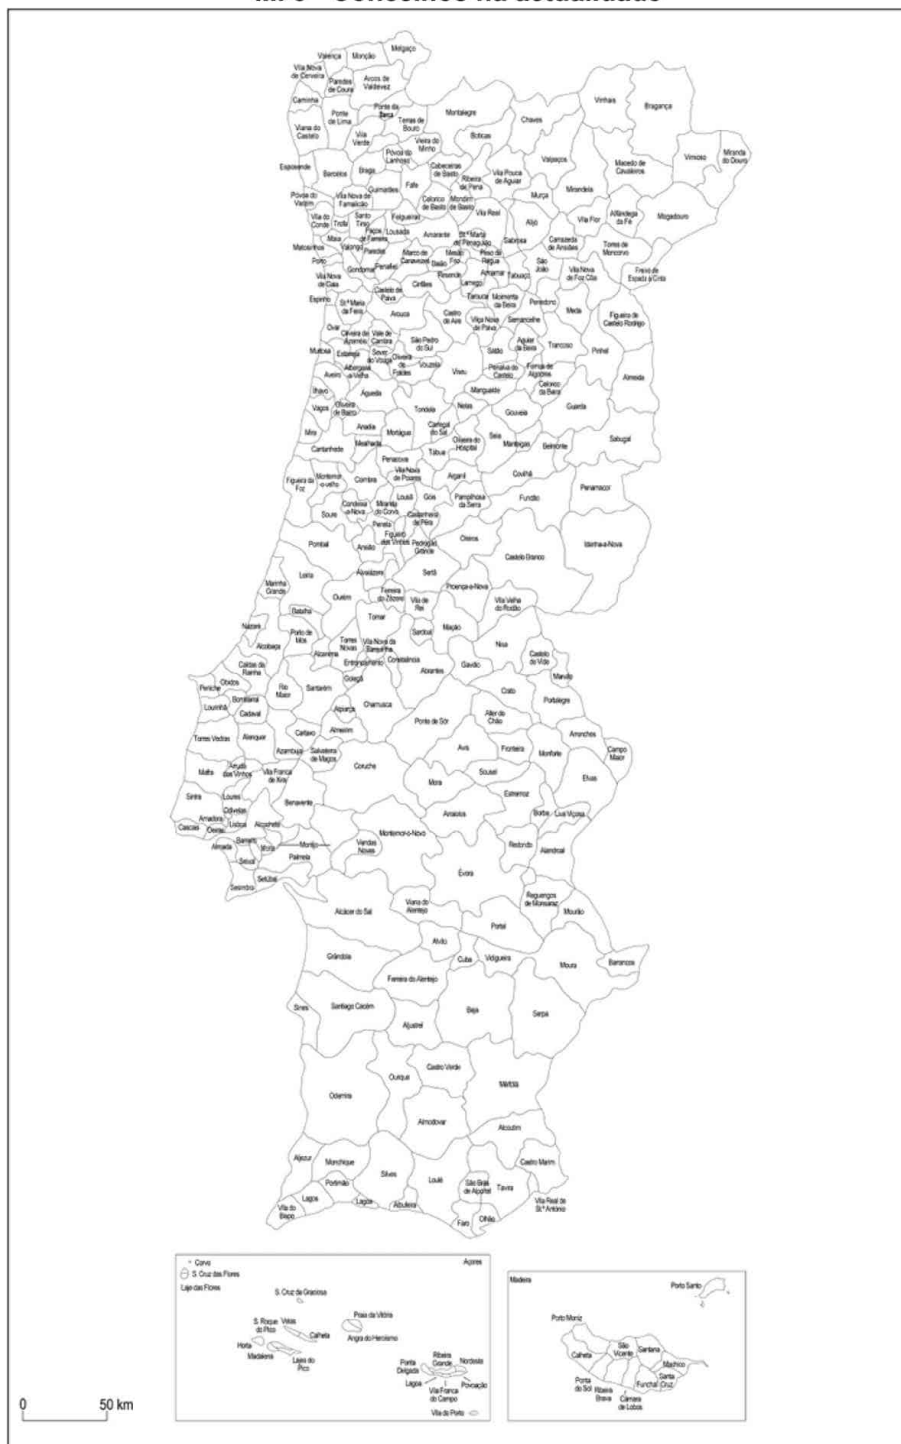 Melgaço
Valença
Monção
Vila Nova
de Cerveira
Paredes
de Coura
Arcos de
Valdevez
Caminha
Ponte da
Barca
Ponte
de Lima
Terras de
Bouro
Montalegre
Chaves
Vinhais
Bragança
Viana do
Castelo
Vila
Verde
Vieira do
Minho
Boticas
Valpaços
Macedo de
Cavaleiros
Vimioso
Miranda
do Douro
Esposende
Barcelos
Braga
Póvoa do
Lanhoso
Cabeceiras
de Basto
Ribeira
de Pena
Vila Pouca
de Aguiar
Mirandela
Póvoa do
Varzim
Vila Nova de
Famalicão
Guimarães
Fafe
Celorico
de Basto
Mondim
de Basto
Murça
Alfândega
da Fé
Mogadouro
Vila do
Conde
Trofa
Santo
Tirso
Felgueiras
Vila Real
Alijó
Vila Flor
Maia
Paços
de Ferreira
Lousada
Amarante
Sta Marta
de Penaguião
Sabrosa
Carrazeda
de Ansiães
Torres de
Moncorvo
Matosinhos
Valongo
Paredes
Porto
Gondomar
Penafiel
Marco de
Canavezes
Baião
Mesão
Frio
Peso da
Régua
São
João
Vila Nova
de Foz Côa
Freixo de
Espada à Cinta
Vila Nova
de Gaia
Cinfães
Resende
Lamego
Armamar
Tabuaço
Espinho
Sta Maria
da Feira
Castelo de
Paiva
Arouca
Castro
de Aire
Tarouca
Moimenta
da Beira
Penedono
Meda
Figueira de
Castelo Rodrigo
Ovar
Oliveira de
Azeméis
Vale de
Cambra
São Pedro
do Sul
Vila Nova
de Paiva
Sernancelhe
Murtosa
Estarreja
Sever
do Vouga
Oliveira
de
Frades
Vouzela
Viseu
Sátão
Aguiar
da Beira
Trancoso
Pinhel
Aveiro
Albergaria
-a-Velha
Penalva do
Castelo
Fornos de
Algodres
Almeida
Ílhavo
Águeda
Mangualde
Celorico
da Beira
Vagos
Oliveira
de Bairro
Tondela
Nelas
Gouveia
Guarda
Mira
Anadia
Mortágua
Carregal
do Sal
Seia
Manteigas
Belmonte
Sabugal
Cantanhede
Mealhada
Oliveira do
Hospital
Penacova
Tábua
Figueira da
Foz
Montemor
-o-velho
Coimbra
Vila Nova
de Poiares
Arganil
Covilhã
Penamacor
Soure
Condeixa
-a-Nova
Miranda
do Corvo
Lousã
Góis
Pampilhosa
da Serra
Fundão
Penela
Castanheira
de Pêra
Pombal
Ansião
Figueiró
dos Vinhos
Pedrógão
Grande
Oleiros
Castelo Branco
Idanha-a-Nova
Leiria
Alvaiázere
Sertã
Marinha
Grande
Ourém
Ferreira
do Zêzere
Vila de
Rei
Proença-a-Nova
Vila Velha
do Rodão
Batalha
Tomar
Nazaré
Porto de
Mós
Alcobaça
Alcanena
Torres
Novas
Vila Nova da
Barquinha
Sardoal
Mação
Nisa
Castelo
de Vide
Caldas da
Rainha
Entroncamento
Constância
Abrantes
Gavião
Marvão
Peniche
Óbidos
Rio
Maior
Santarém
Golegã
Crato
Portalegre
Lourinhã
Bombarral
Alpiarça
Chamusca
Ponte de Sôr
Alter do
Chão
Cadaval
Arronches
Torres Vedras
Alenquer
Cartaxo
Almeirim
Avis
Fronteira
Monforte
Campo
Maior
Azambuja
Salvaterra
de Magos
Coruche
Mafra
Arruda
dos Vinhos
Vila Franca
de Xira
Sousel
Elvas
Mora
Estremoz
Sintra
Loures
Benavente
Arraiolos
Borba
Vila Viçosa
Odivelas
Amadora
Lisboa
Alcochete
Cascais
Oeiras
Montemor-o-Novo
Redondo
Alandroal
Almada
Barreiro
Moita
Montijo
Vendas
Novas
Seixal
Palmela
Évora
Sesimbra
Setúbal
Reguengos
de Monsaraz
Alcácer do Sal
Viana do
Alentejo
Mourão
Portel
Alvito
Grândola
Cuba
Vidigueira
Moura
Barrancos
Ferreira do Alentejo
Sines
Santiago Cacém
Beja
Serpa
Aljustrel
Castro Verde
Ourique
Odemira
Mértola
Almodovar
Alcoutim
Aljezur
Monchique
Castro Marim
Silves
Loulé
Portimão
São Brás
de Alportel
Tavira
Lagos
Lagoa
Albufeira
Vila do
Bispo
Vila Real de
St.º António
Faro
Olhão
Corvo
Açores
S. Cruz das Flores
Laje das Flores
S. Cruz de Graciosa
S. Roque
do Pico
Velas
Praia da Vitória
Calheta
Angra do Heroísmo
Horta
Madalena
Lajes do
Pico
Ponta
Delgada
Ribeira
Grande
Nordeste
Lagoa
Povoação
Vila Franca
do Campo
Vila do Porto
Madeira
Porto Santo
Porto Moniz
São
Vicente
Santana
Calheta
Machico
Ponta
do Sol
Ribeira
Brava
Câmara
de Lobos
Funchal
Santa
Cruz
0 50 km